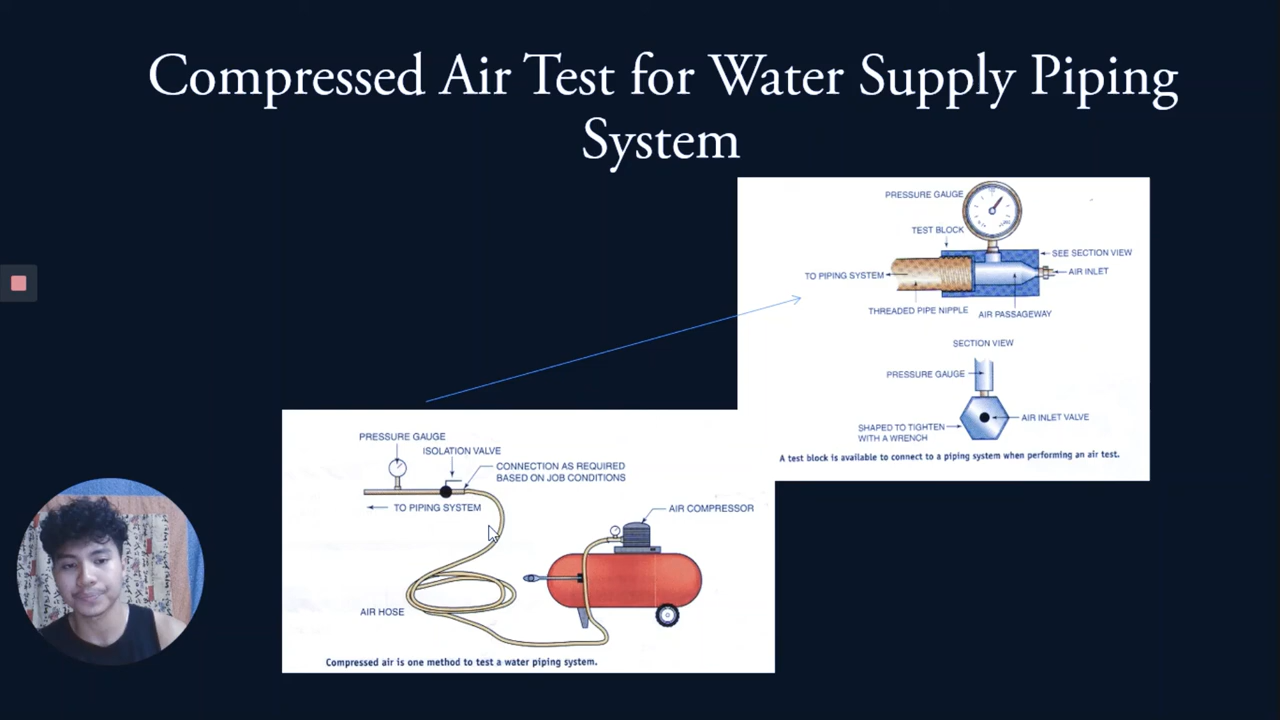 Compressed Air Test for Water Supply Piping
System
PRESSURE GAUGE
TEST BLOCK
SEE SECTION VIEW
AIR INLET
TO PIPING SYSTEM
THREADED PIPE NIPPLE
AIR PASSAGEWAY
SECTION VIEW
PRESSURE GAUGE
AIR INLET VALVE
SHAPED TO TIGHTEN
WITH A WRENCH
A test block is available to connect to a piping system when performing an air test.
PRESSURE GAUGE
ISOLATION VALVE
CONNECTION AS REQUIRED
BASED ON JOB CONDITIONS
TO PIPING SYSTEM
AIR COMPRESSOR
AIR HOSE
Compressed air is one method to test a water piping system.